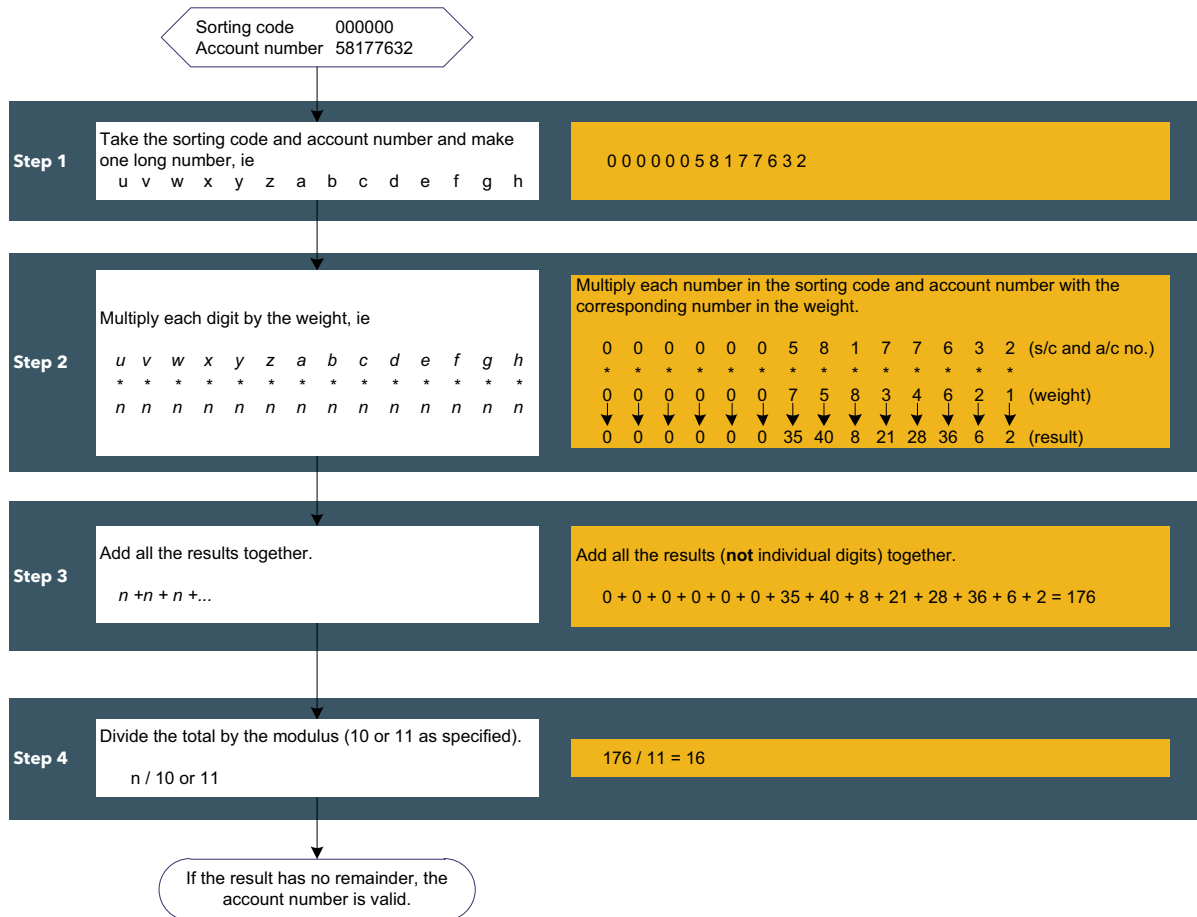 Sorting code 000000
Account number 58177632
Step 1
Take the sorting code and account number and make
one long number, ie
u v w x y z a b c d e f g h
0 0 0 0 0 0 5 8 1 7 7 6 3 2
Step 2
Multiply each digit by the weight, ie
u v w x y z a b c d e f g h
* * * * * * * * * * * * * *
n n n n n n n n n n n n n n
Multiply each number in the sorting code and account number with the
corresponding number in the weight.
0 0 0 0 0 0 5 8 1 7 7 6 3 2 (s/c and a/c no.)
* * * * * * * * * * * * * *
0 0 0 0 0 0 7 5 8 3 4 6 2 1 (weight)
0 0 0 0 0 0 35 40 8 21 28 36 6 2 (result)
Step 3
Add all the results together.
n +n + n +...
Add all the results (not individual digits) together.
0 + 0 + 0 + 0 + 0 + 0 + 35 + 40 + 8 + 21 + 28 + 36 + 6 + 2 = 176
Step 4
Divide the total by the modulus (10 or 11 as specified).
n / 10 or 11
176 / 11 = 16
If the result has no remainder, the
account number is valid.